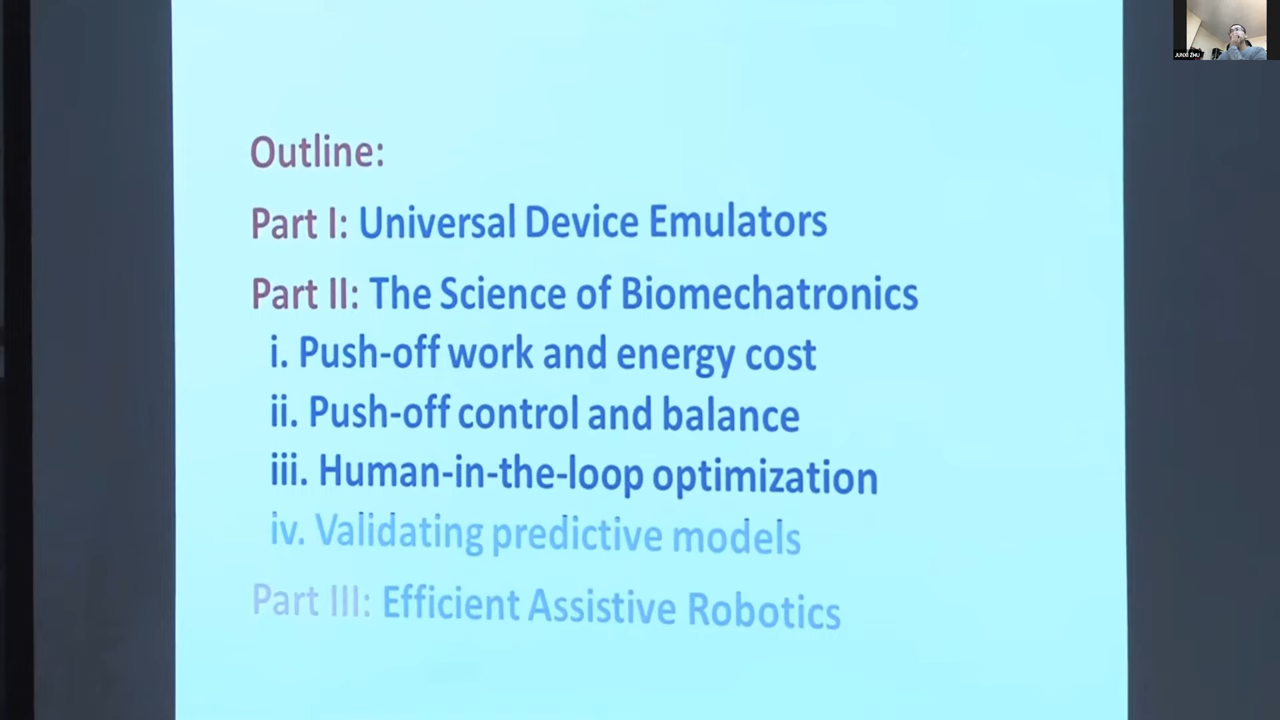 Outline:
Part I: Universal Device Emulators
Part II: The Science of Biomechatronics
i. Push-off work and energy cost
ii. Push-off control and balance
iii. Human-in-the-loop optimization
iv. Validating predictive models
Part III: Efficient Assistive Robotics
JUNXI ZHU